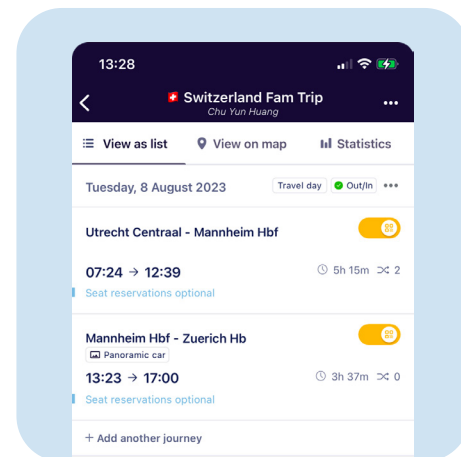 13:28
Switzerland Fam Trip
Chu Yun Huang
View as list View on map Statistics
Tuesday, 8 August 2023 Travel day Out/In
Utrecht Centraal - Mannheim Hbf
07:24 → 12:39 5h 15m 2
Seat reservations optional
Mannheim Hbf - Zuerich Hb
Panoramic car
13:23 → 17:00 3h 37m 0
Seat reservations optional
+ Add another journey